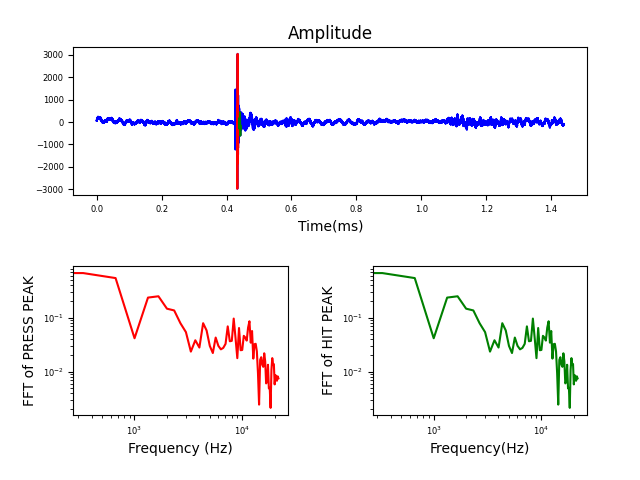 Amplitude
3000
2000
1000
0
−1000
−2000
−3000
0.0 0.2 0.4 0.6 0.8 1.0 1.2 1.4
Time(ms)
FFT of PRESS PEAK
10⁻¹
10⁻²
10³ 10⁴
Frequency (Hz)
FFT of HIT PEAK
10⁻¹
10⁻²
10³ 10⁴
Frequency(Hz)